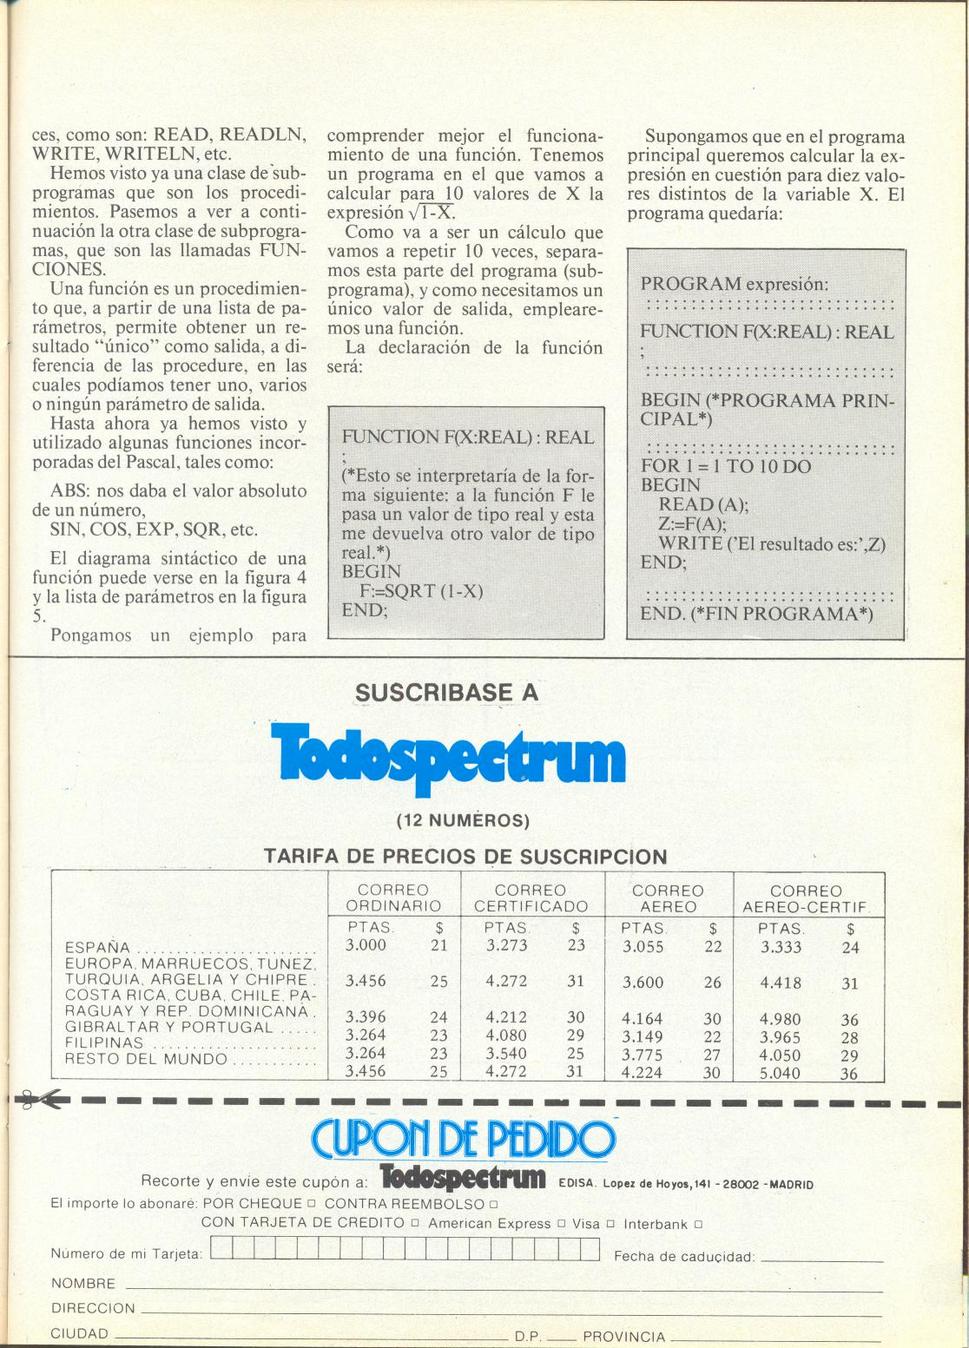 ces, como son: READ, READLN,
WRITE, WRITELN, etc.
Hemos visto ya una clase de sub-
programas que son los procedi-
mientos. Pasemos a ver a conti-
nuación la otra clase de subprogra-
mas, que son las llamadas FUN-
CIONES.
Una función es un procedimien-
to que, a partir de una lista de pa-
rámetros, permite obtener un re-
sultado “único” como salida, a di-
ferencia de las procedure, en las
cuales podíamos tener uno, varios
o ningún parámetro de salida.
Hasta ahora ya hemos visto y
utilizado algunas funciones incor-
poradas del Pascal, tales como:
ABS: nos daba el valor absoluto
de un número,
SIN, COS, EXP, SQR, etc.
El diagrama sintáctico de una
función puede verse en la figura 4
y la lista de parámetros en la figura
5.
Pongamos un ejemplo para
comprender mejor el funciona-
miento de una función. Tenemos
un programa en el que vamos a
calcular para 10 valores de X la
expresión √1-X.
Como va a ser un cálculo que
vamos a repetir 10 veces, separa-
mos esta parte del programa (sub-
programa), y como necesitamos un
único valor de salida, empleare-
mos una función.
La declaración de la función
será:
FUNCTION F(X:REAL) : REAL
;
(*Esto se interpretaría de la for-
ma siguiente: a la función F le
pasa un valor de tipo real y esta
me devuelva otro valor de tipo
real.*)
BEGIN
F:=SQRT (1-X)
END;
Supongamos que en el programa
principal queremos calcular la ex-
presión en cuestión para diez valo-
res distintos de la variable X. El
programa quedaría:
PROGRAM expresión:
: : : : : : : : : : : : : : : : : : : : : : : : : : : :
FUNCTION F(X:REAL) : REAL
;
: : : : : : : : : : : : : : : : : : : : : : : : : : : :
BEGIN (*PROGRAMA PRIN-
CIPAL*)
: : : : : : : : : : : : : : : : : : : : : : : : : : : :
FOR 1 = 1 TO 10 DO
BEGIN
READ (A);
Z:=F(A);
WRITE ('El resultado es:',Z)
END;
: : : : : : : : : : : : : : : : : : : : : : : : : : : :
END. (*FIN PROGRAMA*)
SUSCRIBASE A
Todospectrum
(12 NUMEROS)
TARIFA DE PRECIOS DE SUSCRIPCION
CORREO ORDINARIO CORREO CERTIFICADO CORREO AEREO CORREO AEREO-CERTIF.
PTAS. $ PTAS. $ PTAS. $ PTAS. $
ESPAÑA ...................... 3.000 21 3.273 23 3.055 22 3.333 24
EUROPA, MARRUECOS, TUNEZ,
TURQUIA, ARGELIA Y CHIPRE . 3.456 25 4.272 31 3.600 26 4.418 31
COSTA RICA, CUBA, CHILE, PA-
RAGUAY Y REP. DOMINICANA . 3.396 24 4.212 30 4.164 30 4.980 36
GIBRALTAR Y PORTUGAL ..... 3.264 23 4.080 29 3.149 22 3.965 28
FILIPINAS .................... 3.264 23 3.540 25 3.775 27 4.050 29
RESTO DEL MUNDO ........... 3.456 25 4.272 31 4.224 30 5.040 36
CUPON DE PEDIDO
Recorte y envíe este cupón a: Todospectrum EDISA. Lopez de Hoyos, 141 - 28002 - MADRID
El importe lo abonaré: POR CHEQUE □ CONTRA REEMBOLSO □
CON TARJETA DE CREDITO □ American Express □ Visa □ Interbank □
Número de mi Tarjeta: Fecha de caducidad:
NOMBRE
DIRECCION
CIUDAD D.P. PROVINCIA